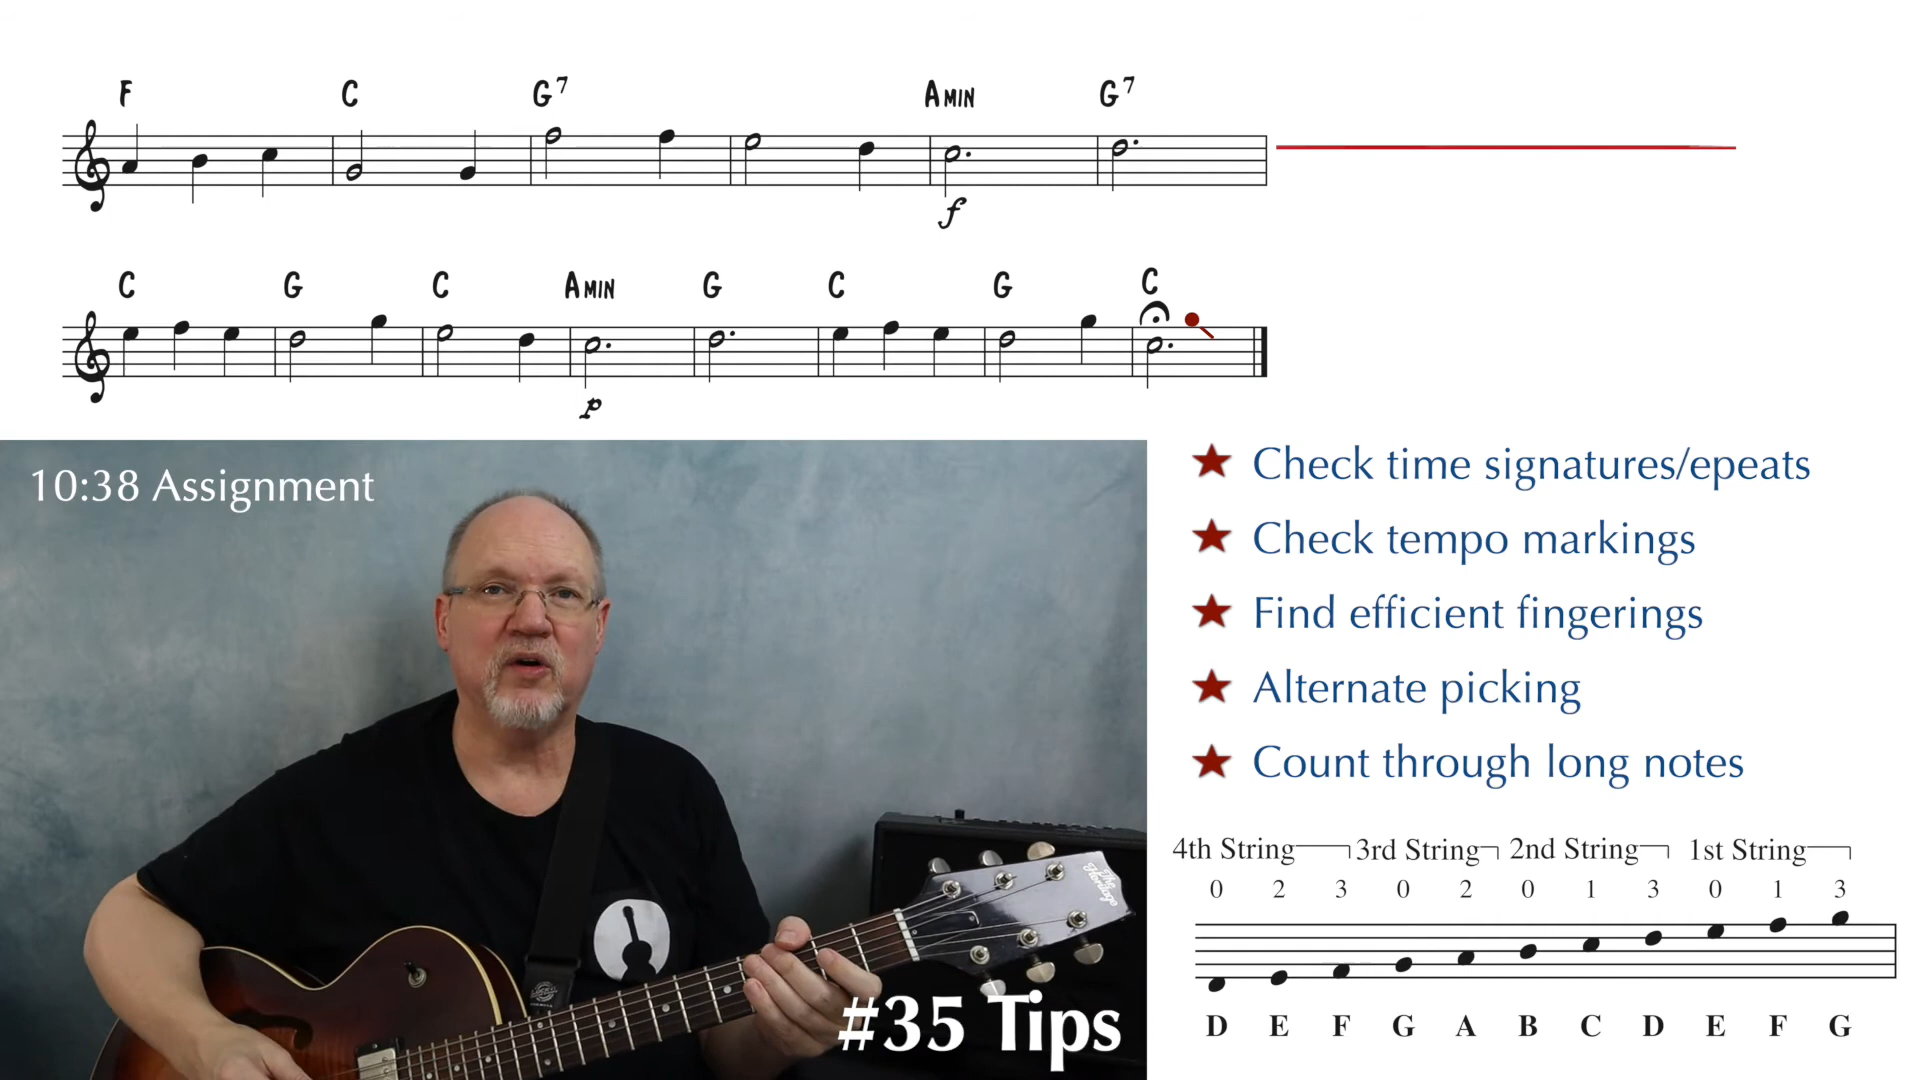 F C G7 AMIN G7
f
C G C AMIN G C G C
p
10:38 Assignment
Check time signatures/epeats
Check tempo markings
Find efficient fingerings
Alternate picking
Count through long notes
4th String 3rd String 2nd String 1st String
0 2 3 0 2 0 1 3 0 1 3
D E F G A B C D E F G
The Heritage
#35 Tips